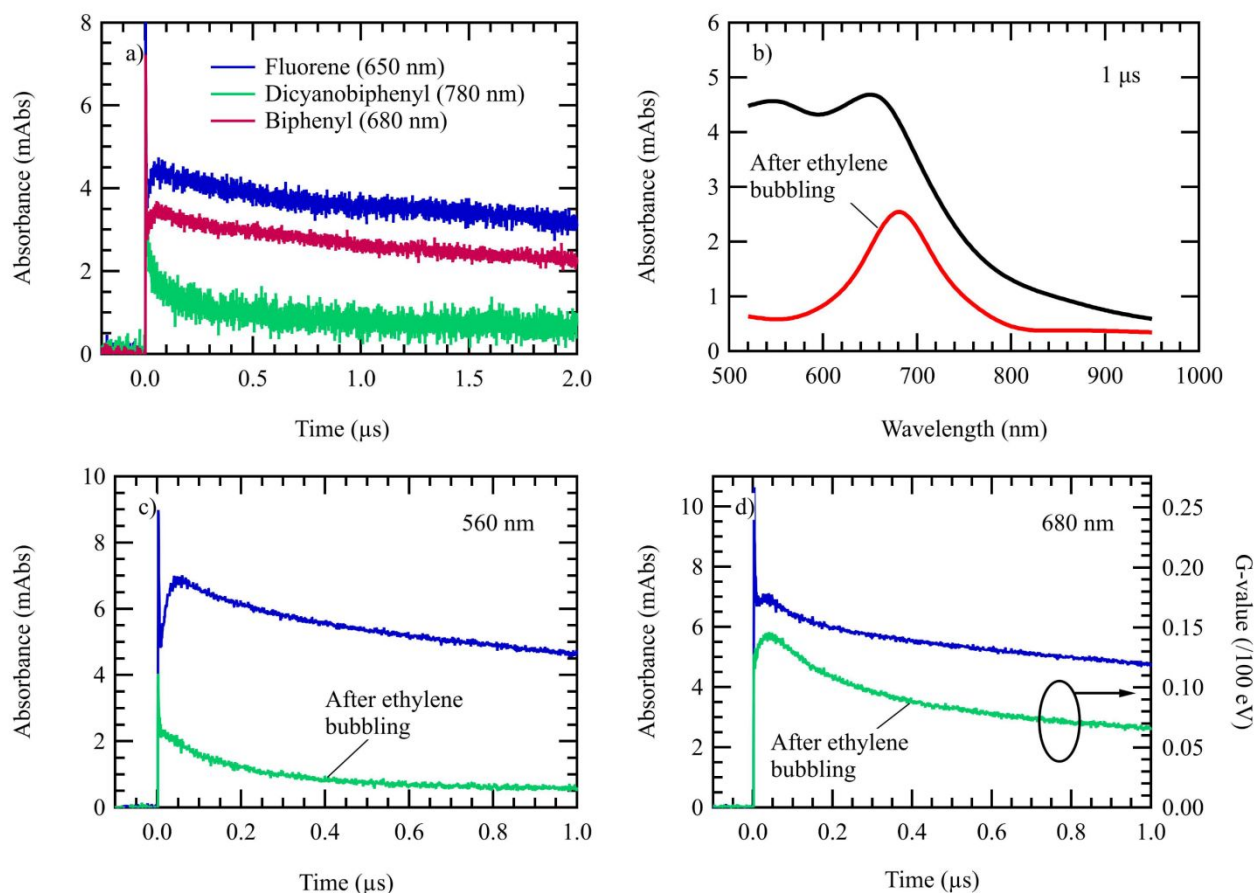 a)
Fluorene (650 nm)
Dicyanobiphenyl (780 nm)
Biphenyl (680 nm)
Absorbance (mAbs)
8
6
4
2
0
0.0 0.5 1.0 1.5 2.0
Time (µs)
b)
1 µs
After ethylene
bubbling
Absorbance (mAbs)
6
5
4
3
2
1
0
500 600 700 800 900 1000
Wavelength (nm)
c)
560 nm
After ethylene
bubbling
Absorbance (mAbs)
10
8
6
4
2
0
0.0 0.2 0.4 0.6 0.8 1.0
Time (µs)
d)
680 nm
After ethylene
bubbling
Absorbance (mAbs)
10
8
6
4
2
0
0.0 0.2 0.4 0.6 0.8 1.0
Time (µs)
0.25
0.20
0.15
0.10
0.05
0.00
G-value (/100 eV)